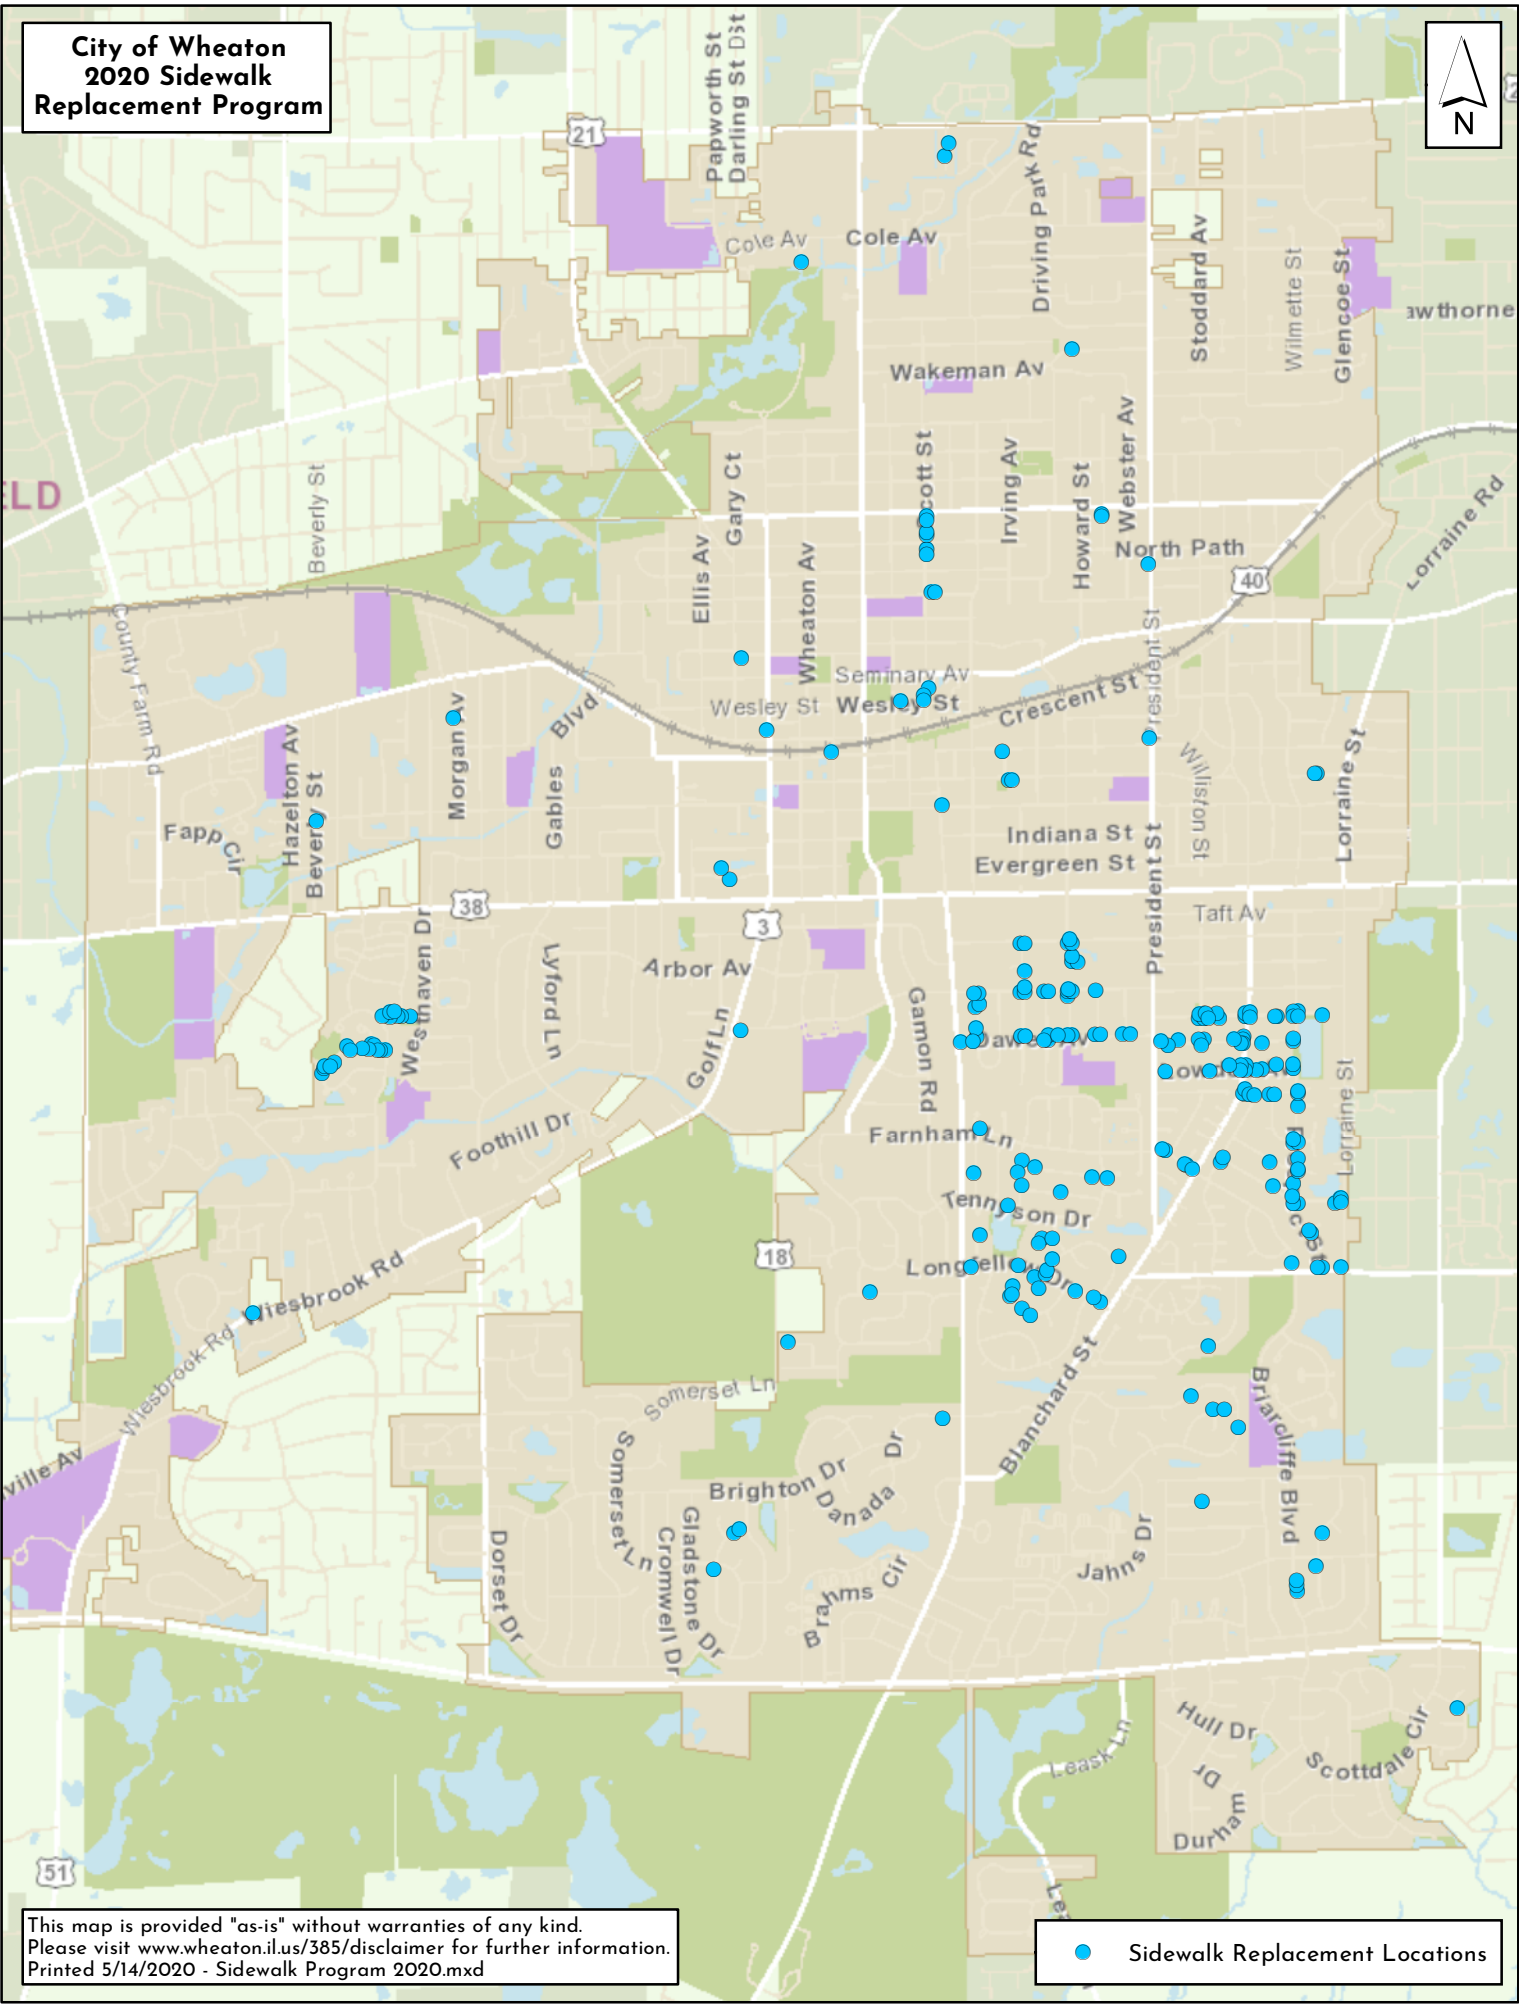 City of Wheaton
2020 Sidewalk
Replacement Program
N
21
Papworth St
Darling St
Cole Av
Cole Av
Driving Park Rd
Stoddard Av
Wilmette St
Glencoe St
Wakeman Av
Beverly St
Gary Ct
Ellis Av
Wheaton Av
Irving Av
Howard St
Webster Av
North Path
40
Lorraine Rd
County Farm Rd
Seminary Av
Wesley St
Wesley St
Crescent St
President St
Williston St
Lorraine St
Hazelton Av
Beverly St
Morgan Av
Gables
Blvd
Fapp Cir
Indiana St
Evergreen St
President St
38
3
Taft Av
Westhaven Dr
Lyford Ln
Arbor Av
Golf Ln
Gamon Rd
Foothill Dr
Farnham Ln
Lorraine St
Tennyson Dr
Longfellow Dr
18
Wiesbrook Rd
Wiesbrook Rd
Somerset Ln
Somerset Ln
Blanchard St
Briarcliffe Blvd
Brighton Dr
Danada
Dr
Gladstone Dr
Cromwell Dr
Dorset Dr
Brahms Cir
Jahns Dr
Hull Dr
Leask Ln
Scottdale Cir
Durham
Dr
51
This map is provided "as-is" without warranties of any kind.
Please visit www.wheaton.il.us/385/disclaimer for further information.
Printed 5/14/2020 - Sidewalk Program 2020.mxd
Sidewalk Replacement Locations